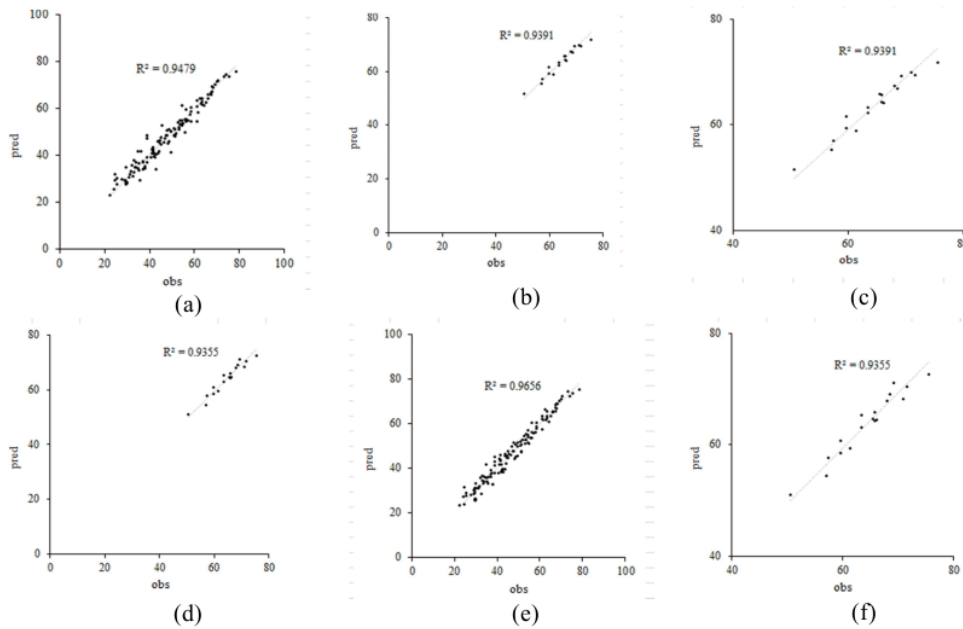 100
80
60
40
20
0
pred
R² = 0.9479
0 20 40 60 80 100
obs
(a)
80
60
40
20
0
pred
R² = 0.9391
0 20 40 60 80
obs
(b)
80
60
40
pred
R² = 0.9391
40 60 80
obs
(c)
80
60
40
20
0
pred
R² = 0.9355
0 20 40 60 80
obs
(d)
100
80
60
40
20
0
pred
R² = 0.9656
0 20 40 60 80 100
obs
(e)
80
60
40
pred
R² = 0.9355
40 60 80
obs
(f)